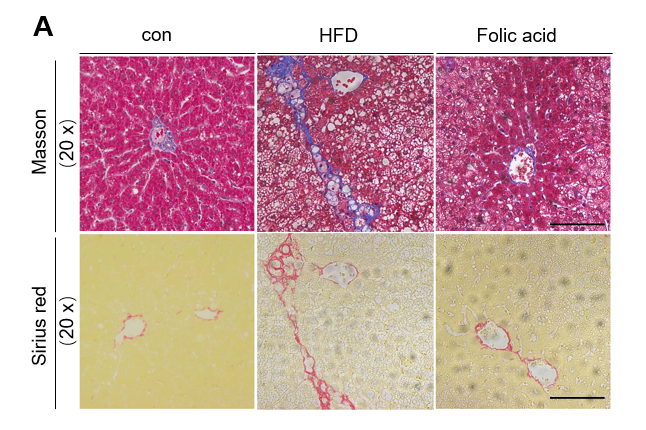 A
con HFD Folic acid
Masson
(20 x)
Sirius red
(20 x)